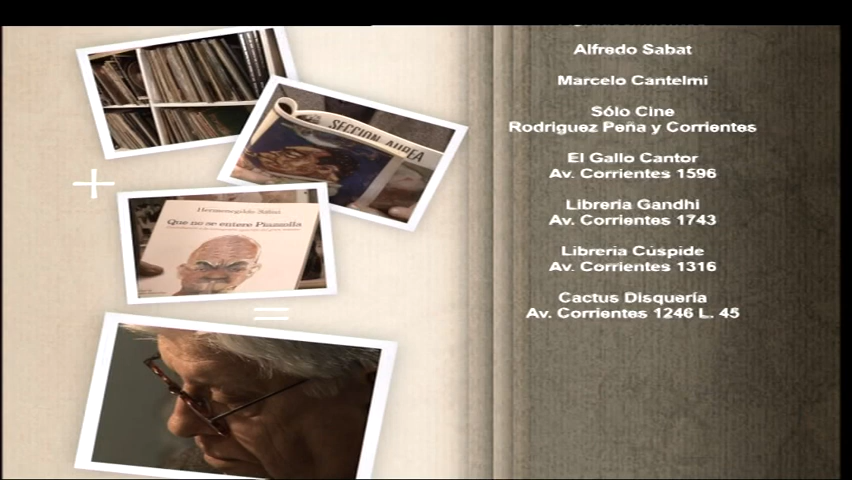 SECCION AUREA
+
Hermenegildo Sábat
Que no se entere Piazzolla
=
Alfredo Sabat
Marcelo Cantelmi
Sólo Cine
Rodriguez Peña y Corrientes
El Gallo Cantor
Av. Corrientes 1596
Libreria Gandhi
Av. Corrientes 1743
Libreria Cúspide
Av. Corrientes 1316
Cactus Disquería
Av. Corrientes 1246 L. 45